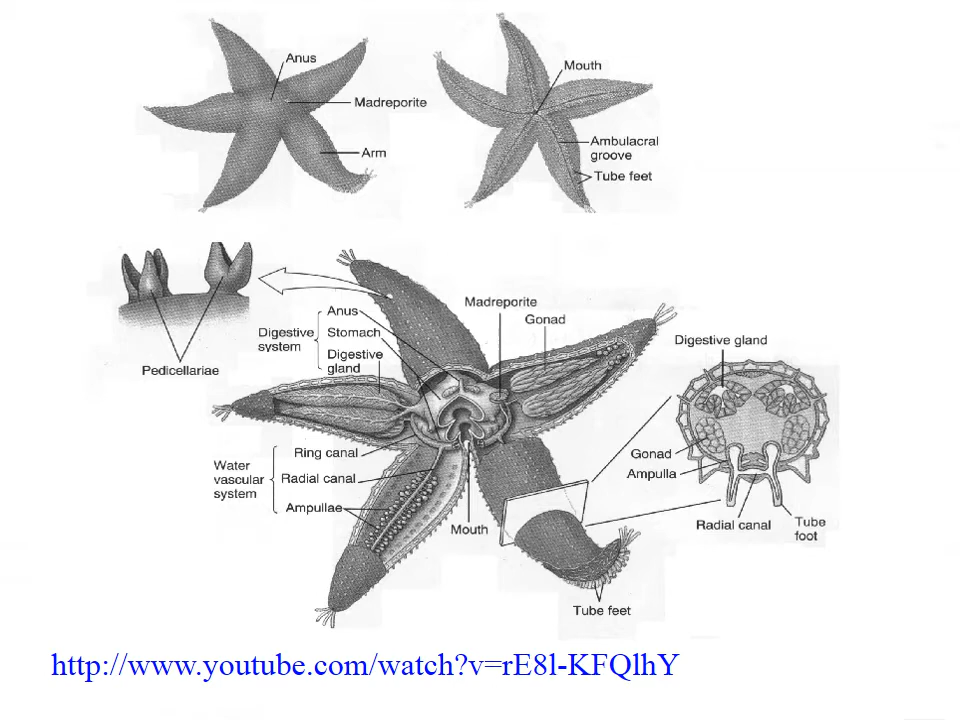 Anus
Madreporite
Arm
Mouth
Ambulacral
groove
Tube feet
Pedicellariae
Digestive
system
Anus
Stomach
Digestive
gland
Madreporite
Gonad
Water
vascular
system
Ring canal
Radial canal
Ampullae
Mouth
Tube feet
Digestive gland
Gonad
Ampulla
Radial canal
Tube
foot
http://www.youtube.com/watch?v=rE8l-KFQlhY